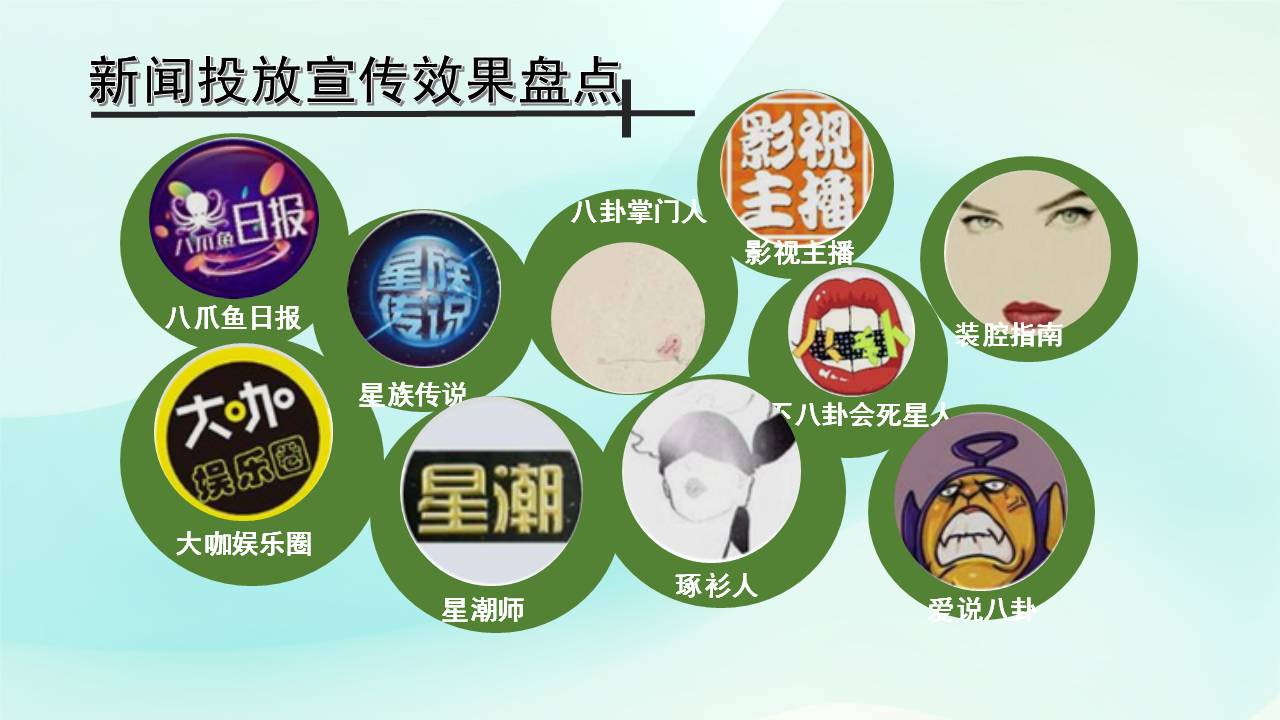 新闻投放宣传效果盘点
影视
主播
影视主播
八爪鱼日报
八爪鱼日报
星族
传说
星族传说
八卦掌门人
装腔指南
八卦
不八卦会死星人
大咖
娱乐圈
大咖娱乐圈
星潮
星潮师
琢衫人
爱说八卦